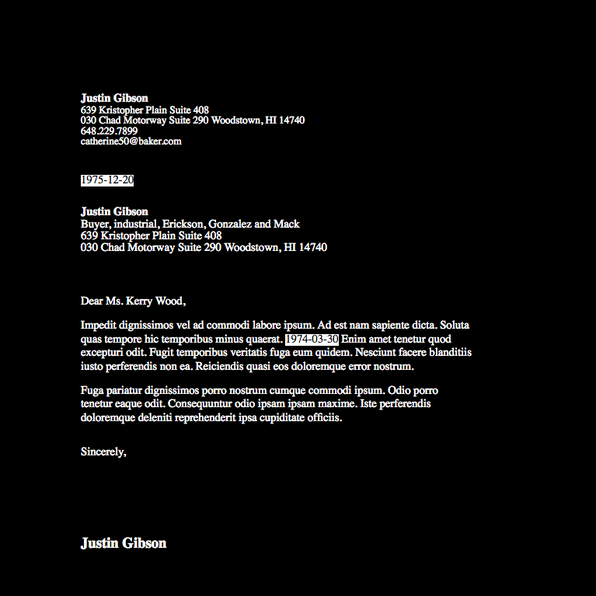 Justin Gibson
639 Kristopher Plain Suite 408
030 Chad Motorway Suite 290 Woodstown, HI 14740
648.229.7899
catherine50@baker.com
1975-12-20
Justin Gibson
Buyer, industrial, Erickson, Gonzalez and Mack
639 Kristopher Plain Suite 408
030 Chad Motorway Suite 290 Woodstown, HI 14740
Dear Ms. Kerry Wood,
Impedit dignissimos vel ad commodi labore ipsum. Ad est nam sapiente dicta. Soluta
quas tempore hic temporibus minus quaerat. 1974-03-30 Enim amet tenetur quod
excepturi odit. Fugit temporibus veritatis fuga eum quidem. Nesciunt facere blanditiis
iusto perferendis non ea. Reiciendis quasi eos doloremque error nostrum.
Fuga pariatur dignissimos porro nostrum cumque commodi ipsum. Odio porro
tenetur eaque odit. Consequuntur odio ipsam ipsam maxime. Iste perferendis
doloremque deleniti reprehenderit ipsa cupiditate officiis.
Sincerely,
Justin Gibson